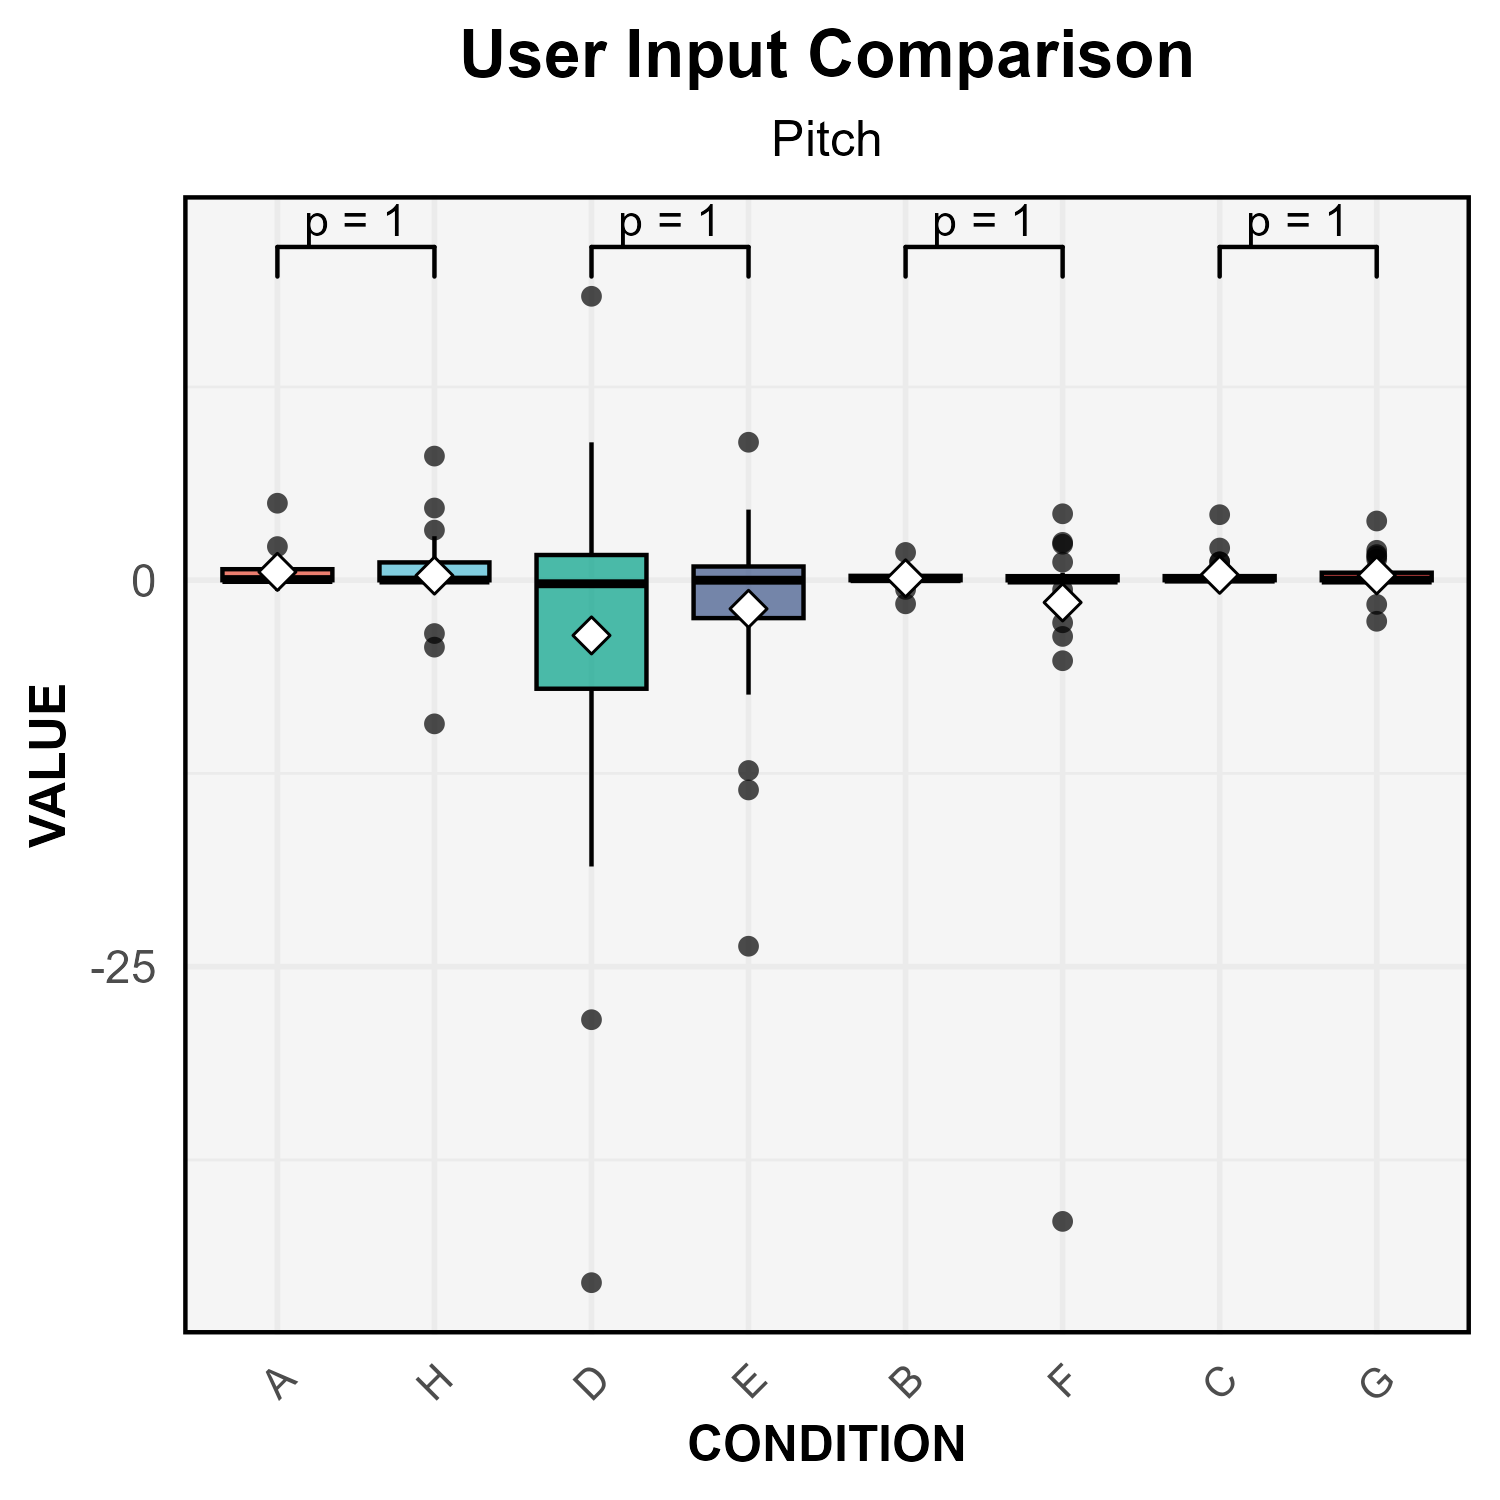 User Input Comparison
Pitch
p = 1 p = 1 p = 1 p = 1
0
-25
VALUE
A H D E B F C G
CONDITION